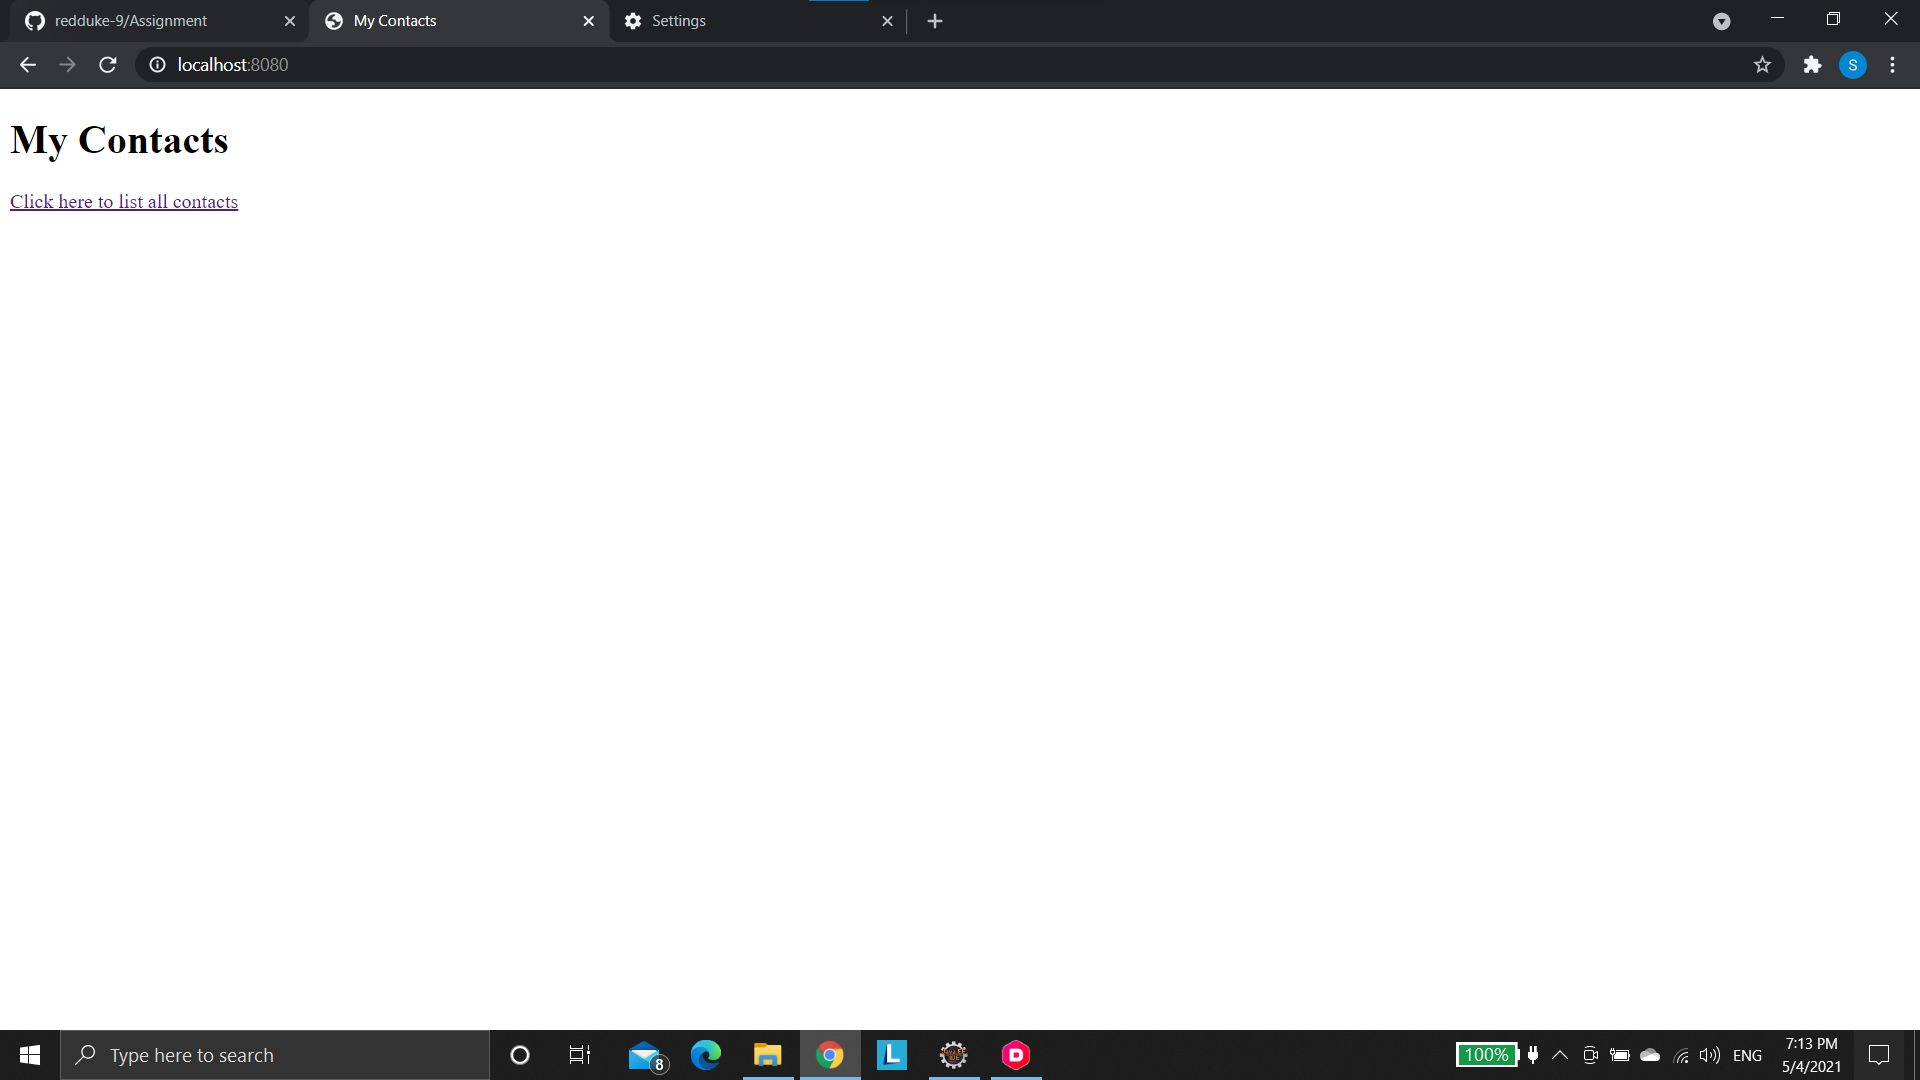 redduke-9/Assignment
My Contacts
Settings
localhost:8080
S
My Contacts
Click here to list all contacts
Type here to search
8
L
D
100%
ENG
7:13 PM
5/4/2021